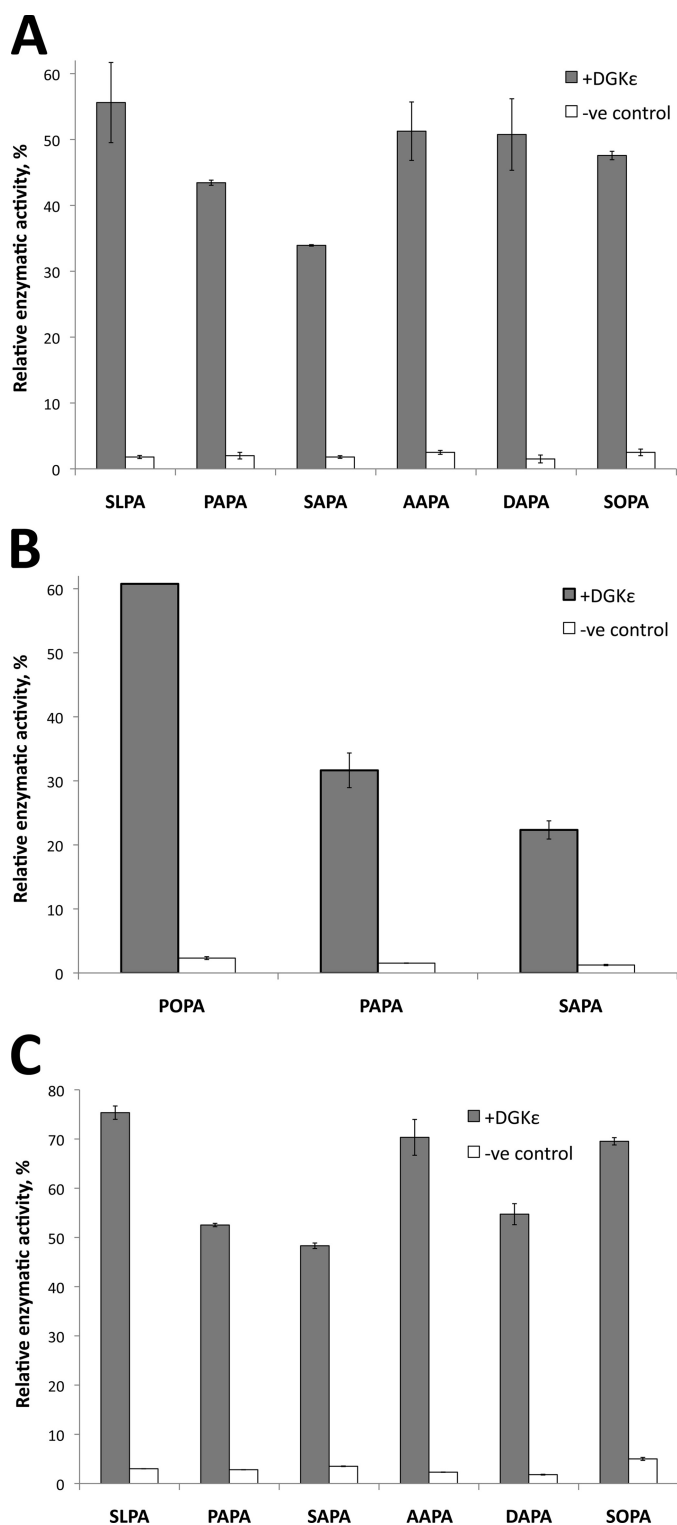 A
Relative enzymatic activity, %
60
50
40
30
20
10
0
+DGKε
-ve control
SLPA PAPA SAPA AAPA DAPA SOPA
B
Relative enzymatic activity, %
60
50
40
30
20
10
0
+DGKε
-ve control
POPA PAPA SAPA
C
Relative enzymatic activity, %
80
70
60
50
40
30
20
10
0
+DGKε
-ve control
SLPA PAPA SAPA AAPA DAPA SOPA